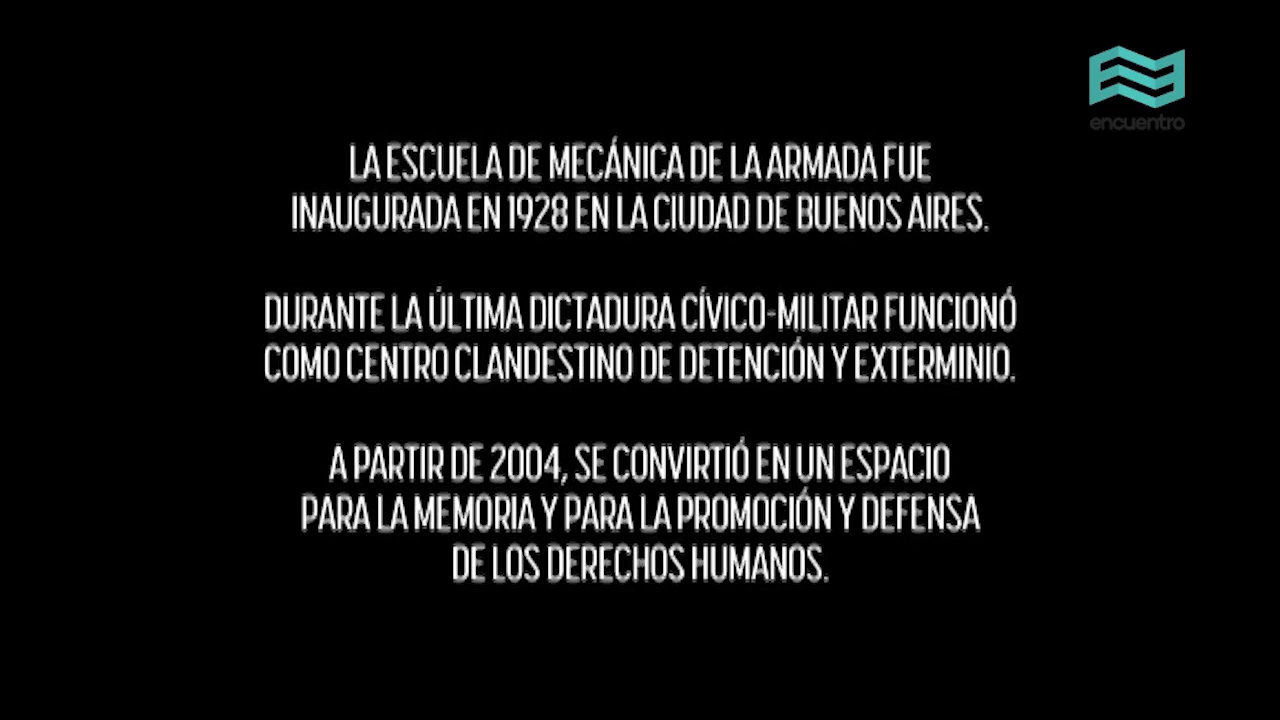 encuentro
LA ESCUELA DE MECÁNICA DE LA ARMADA FUE
INAUGURADA EN 1928 EN LA CIUDAD DE BUENOS AIRES.
DURANTE LA ÚLTIMA DICTADURA CÍVICO-MILITAR FUNCIONÓ
COMO CENTRO CLANDESTINO DE DETENCIÓN Y EXTERMINIO.
A PARTIR DE 2004, SE CONVIRTIÓ EN UN ESPACIO
PARA LA MEMORIA Y PARA LA PROMOCIÓN Y DEFENSA
DE LOS DERECHOS HUMANOS.